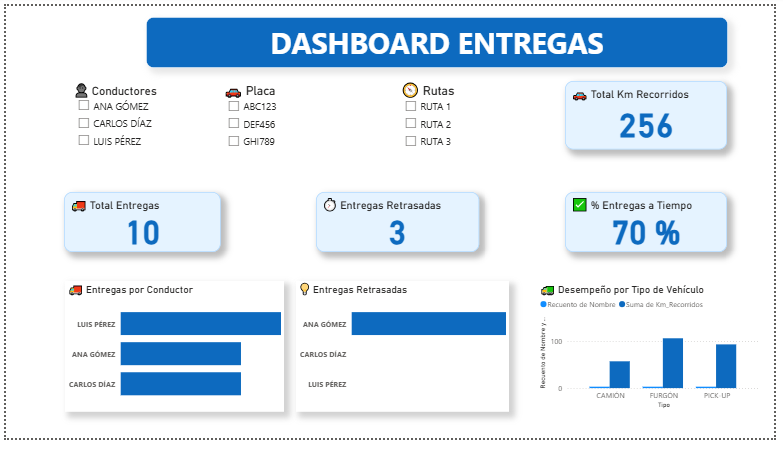 DASHBOARD ENTREGAS
Conductores
ANA GÓMEZ
CARLOS DÍAZ
LUIS PÉREZ
Placa
ABC123
DEF456
GHI789
Rutas
RUTA 1
RUTA 2
RUTA 3
Total Km Recorridos
256
Total Entregas
10
Entregas Retrasadas
3
% Entregas a Tiempo
70 %
Entregas por Conductor
LUIS PÉREZ
ANA GÓMEZ
CARLOS DÍAZ
Entregas Retrasadas
ANA GÓMEZ
CARLOS DÍAZ
LUIS PÉREZ
Desempeño por Tipo de Vehículo
Recuento de Nombre Suma de Km_Recorridos
Recuento de Nombre y ...
100
0
CAMIÓN FURGÓN PICK-UP
Tipo